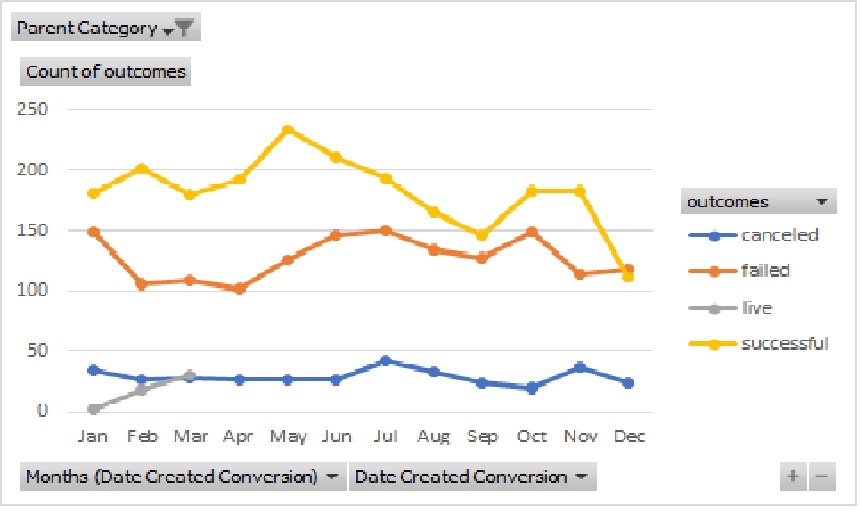 Parent Category
Count of outcomes
250
200
150
100
50
0
Jan Feb Mar Apr May Jun Jul Aug Sep Oct Nov Dec
outcomes
canceled
failed
live
successful
Months (Date Created Conversion) Date Created Conversion
+ −